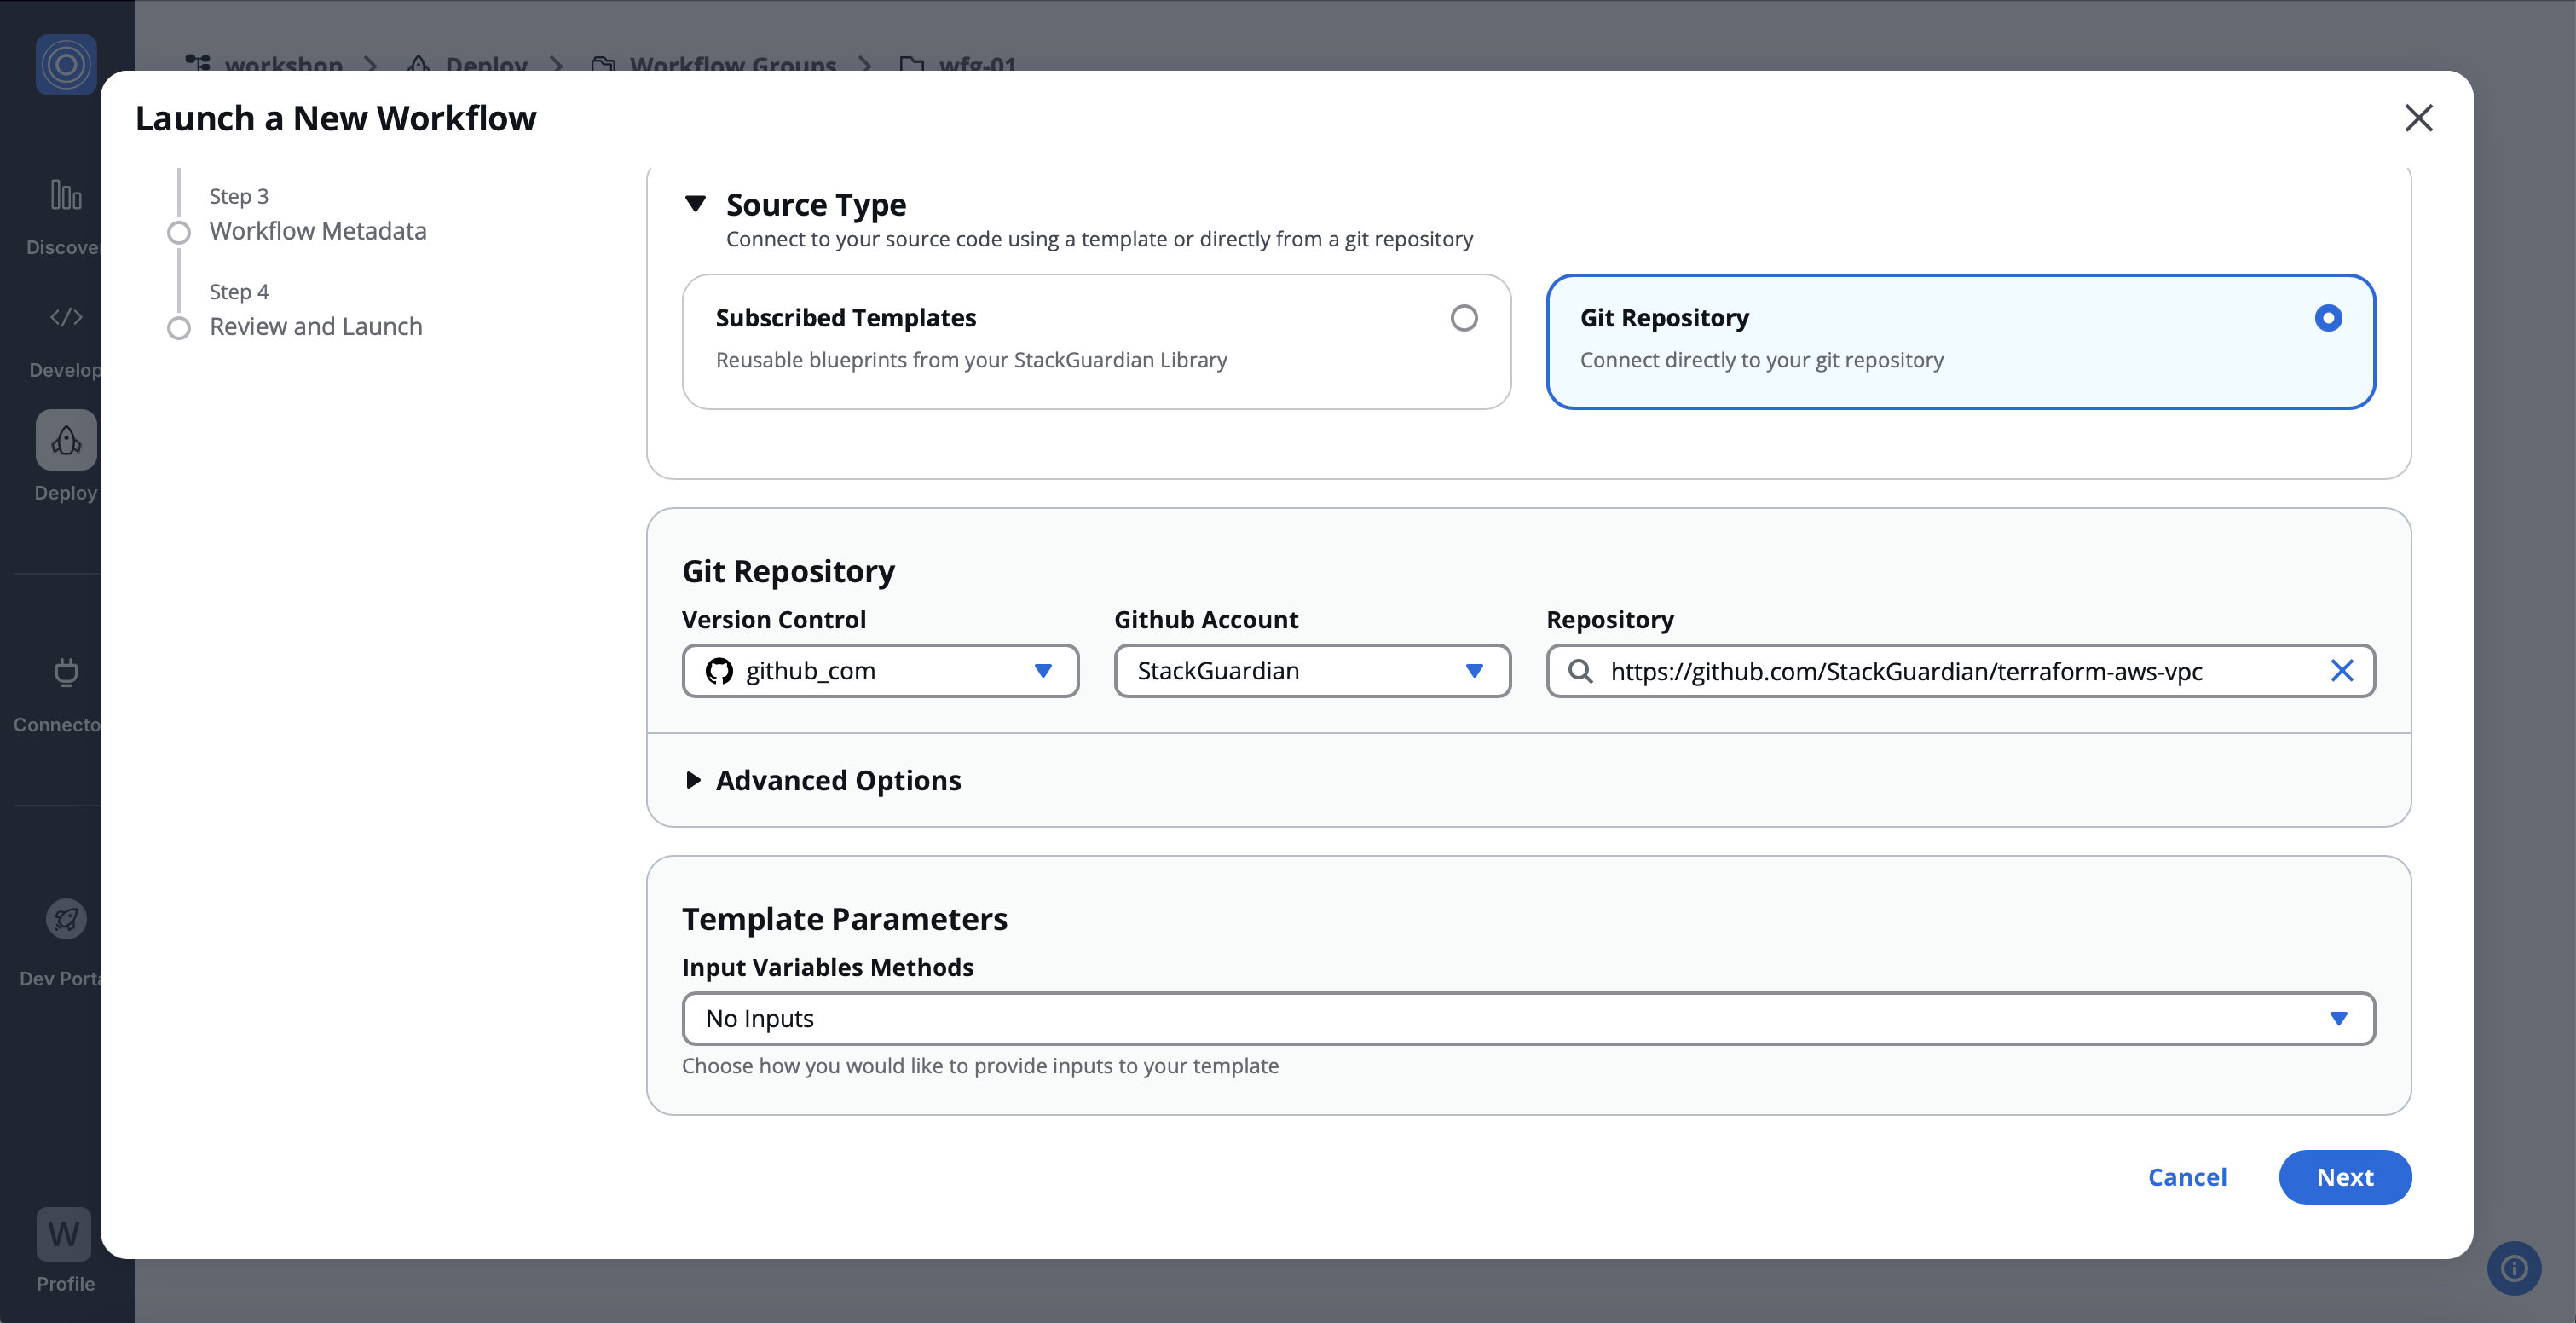 workshop > Deploy > Workflow Groups > wfg-01
Launch a New Workflow
Discover
</>
Develop
Deploy
Connecto
Dev Porta
W
Profile
Step 3
Workflow Metadata
Step 4
Review and Launch
Source Type
Connect to your source code using a template or directly from a git repository
Subscribed Templates
Reusable blueprints from your StackGuardian Library
Git Repository
Connect directly to your git repository
Git Repository
Version Control
github_com
Github Account
StackGuardian
Repository
https://github.com/StackGuardian/terraform-aws-vpc
Advanced Options
Template Parameters
Input Variables Methods
No Inputs
Choose how you would like to provide inputs to your template
Cancel
Next